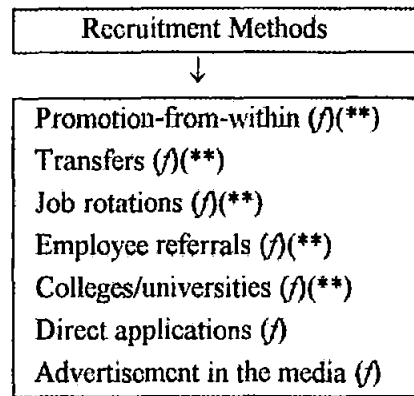 Recruitment Methods
↓
Promotion-from-within (f)(**)
Transfers (f)(**)
Job rotations (f)(**)
Employee referrals (f)(**)
Colleges/universities (f)(**)
Direct applications (f)
Advertisement in the media (f)